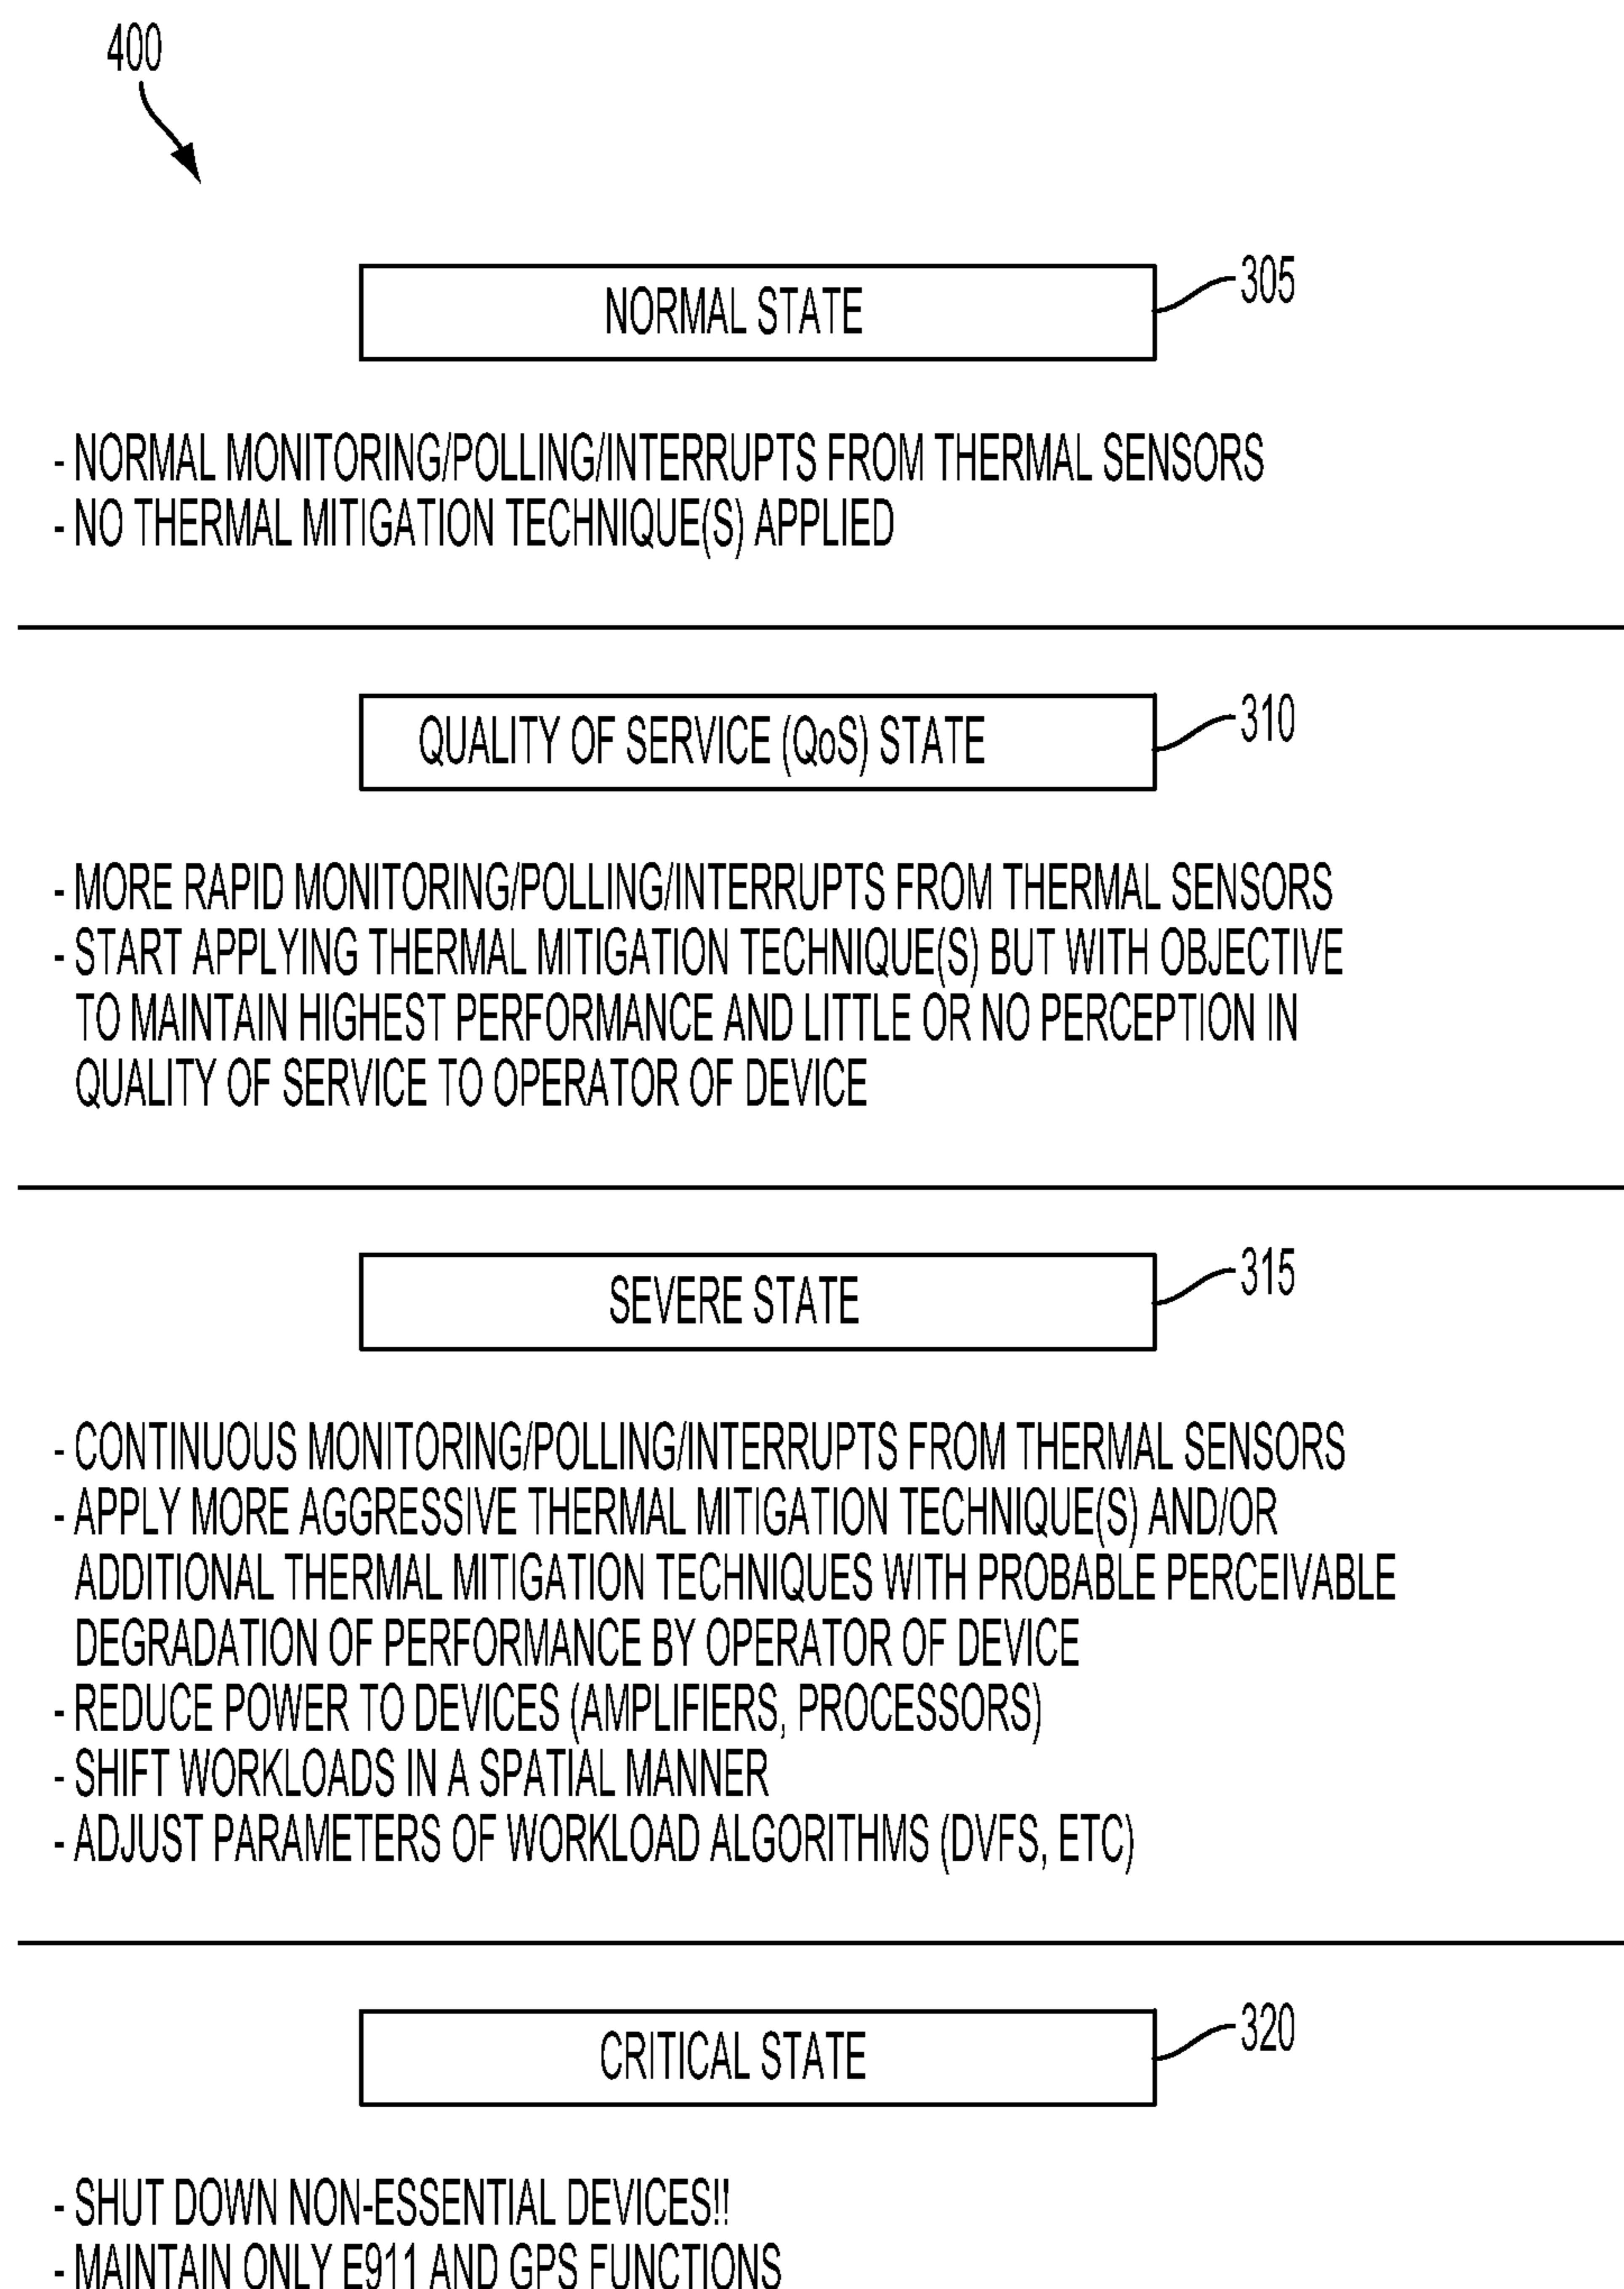 400
NORMAL STATE
305
- NORMAL MONITORING/POLLING/INTERRUPTS FROM THERMAL SENSORS
- NO THERMAL MITIGATION TECHNIQUE(S) APPLIED
QUALITY OF SERVICE (QoS) STATE
310
- MORE RAPID MONITORING/POLLING/INTERRUPTS FROM THERMAL SENSORS
- START APPLYING THERMAL MITIGATION TECHNIQUE(S) BUT WITH OBJECTIVE
TO MAINTAIN HIGHEST PERFORMANCE AND LITTLE OR NO PERCEPTION IN
QUALITY OF SERVICE TO OPERATOR OF DEVICE
SEVERE STATE
315
- CONTINUOUS MONITORING/POLLING/INTERRUPTS FROM THERMAL SENSORS
- APPLY MORE AGGRESSIVE THERMAL MITIGATION TECHNIQUE(S) AND/OR
ADDITIONAL THERMAL MITIGATION TECHNIQUES WITH PROBABLE PERCEIVABLE
DEGRADATION OF PERFORMANCE BY OPERATOR OF DEVICE
- REDUCE POWER TO DEVICES (AMPLIFIERS, PROCESSORS)
- SHIFT WORKLOADS IN A SPATIAL MANNER
- ADJUST PARAMETERS OF WORKLOAD ALGORITHMS (DVFS, ETC)
CRITICAL STATE
320
- SHUT DOWN NON-ESSENTIAL DEVICES!!
- MAINTAIN ONLY E911 AND GPS FUNCTIONS